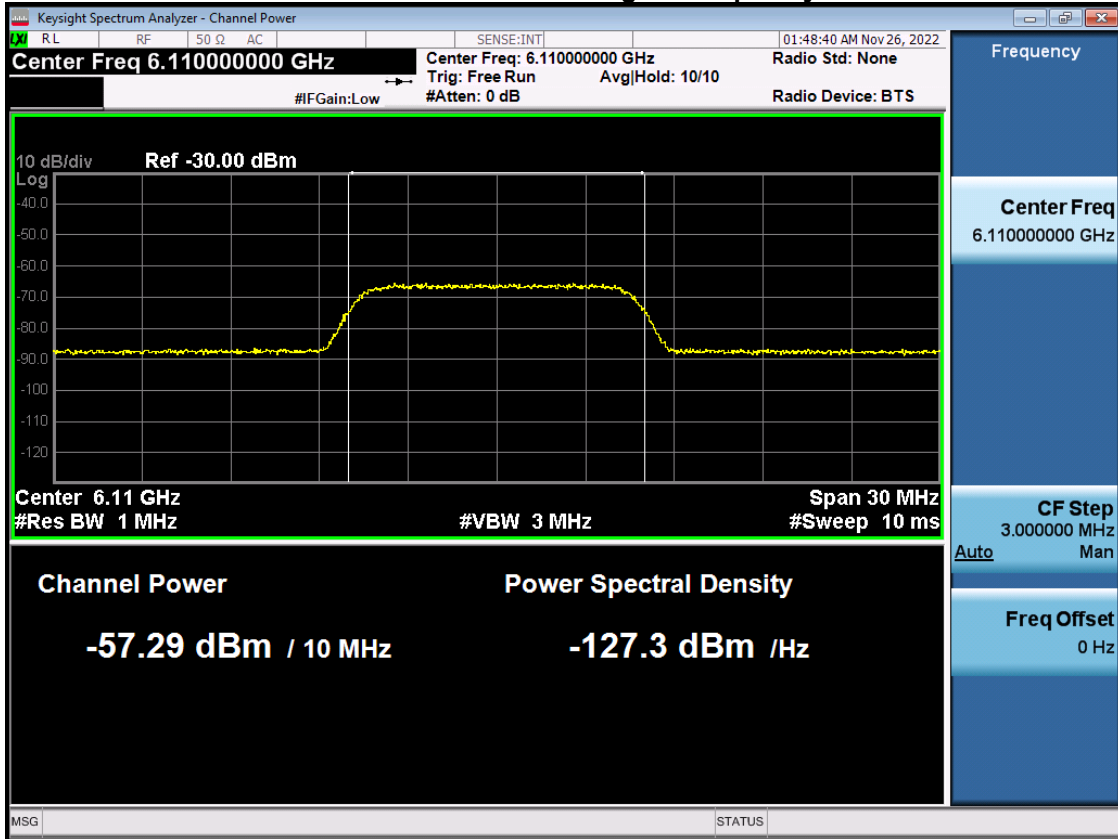 Keysight Spectrum Analyzer - Channel Power
LXI RL RF 50 Ω AC SENSE:INT 01:48:40 AM Nov 26, 2022
Center Freq 6.110000000 GHz
#IFGain:Low
Center Freq: 6.110000000 GHz
Trig: Free Run Avg|Hold: 10/10
#Atten: 0 dB
Radio Std: None
Radio Device: BTS
10 dB/div Ref -30.00 dBm
Log
-40.0
-50.0
-60.0
-70.0
-80.0
-90.0
-100
-110
-120
Center 6.11 GHz Span 30 MHz
#Res BW 1 MHz #VBW 3 MHz #Sweep 10 ms
Channel Power Power Spectral Density
-57.29 dBm / 10 MHz -127.3 dBm /Hz
MSG STATUS
Frequency
Center Freq
6.110000000 GHz
CF Step
3.000000 MHz
Auto Man
Freq Offset
0 Hz